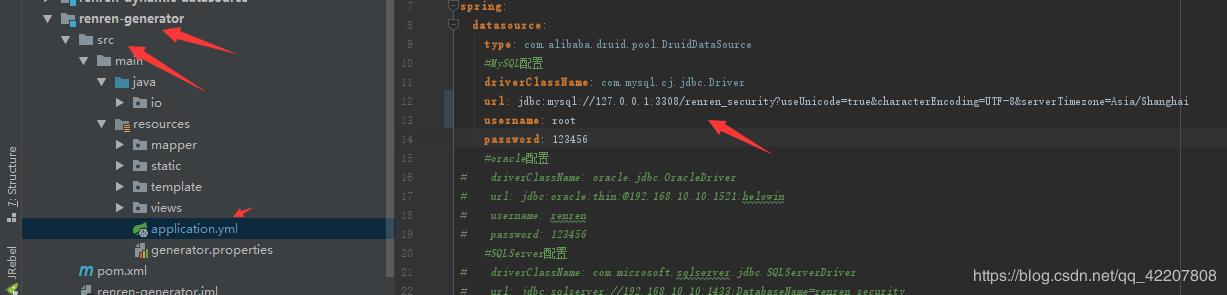 renren-generator
src
main
java
io
resources
mapper
static
template
views
application.yml
generator.properties
pom.xml
renren-generator.iml
7: Structure
JRebel
7 spring:
8 datasource:
9 type: com.alibaba.druid.pool.DruidDataSource
10 #MySQL配置
11 driverClassName: com.mysql.cj.jdbc.Driver
12 url: jdbc:mysql://127.0.0.1:3308/renren_security?useUnicode=true&characterEncoding=UTF-8&serverTimezone=Asia/Shanghai
13 username: root
14 password: 123456
15 #oracle配置
16 # driverClassName: oracle.jdbc.OracleDriver
17 # url: jdbc:oracle:thin:@192.168.10.10:1521:helowin
18 # username: renren
19 # password: 123456
20 #SQLServer配置
21 # driverClassName: com.microsoft.sqlserver.jdbc.SQLServerDriver
22 # url: jdbc:sqlserver://192.168.10.10:1433;DatabaseName=renren_security
https://blog.csdn.net/qq_42207808